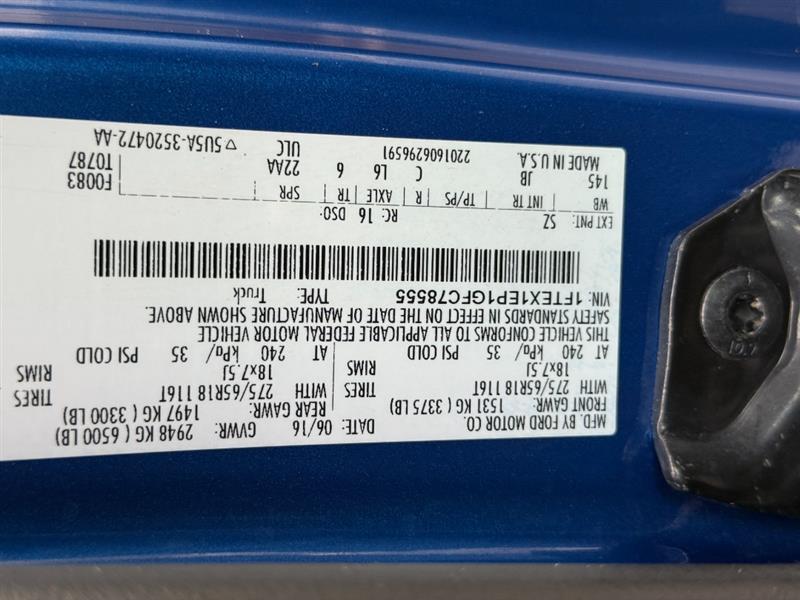 MFD. BY FORD MOTOR CO.
DATE: 06/16 GVWR: 2948 KG ( 6500 LB)
FRONT GAWR: 1531 KG ( 3375 LB) REAR GAWR: 1497 KG ( 3300 LB)
WITH 275/65R18 116T TIRES WITH 275/65R18 116T TIRES
18x7.5J RIMS 18x7.5J RIMS
AT 240 kPa/ 35 PSI COLD AT 240 kPa/ 35 PSI COLD
THIS VEHICLE CONFORMS TO ALL APPLICABLE FEDERAL MOTOR VEHICLE
SAFETY STANDARDS IN EFFECT ON THE DATE OF MANUFACTURE SHOWN ABOVE.
VIN: 1FTEX1EP1GFC78555 TYPE: Truck
EXT PNT: SZ RC: 16 DSO:
WB INT TR TP/PS R AXLE TR SPR F0083
145 JB C L6 6 22AA T0787
MADE IN U.S.A. 2201606296591 ULC ▽5U5A-3520472-AA